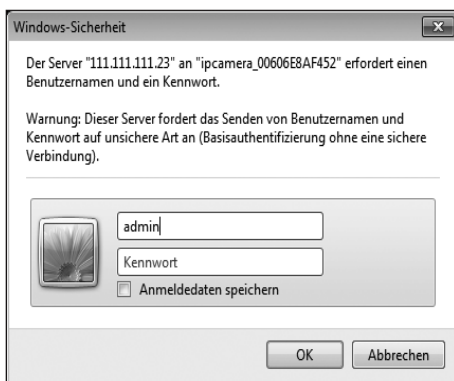 Windows-Sicherheit
Der Server "111.111.111.23" an "ipcamera_00606E8AF452" erfordert einen
Benutzernamen und ein Kennwort.
Warnung: Dieser Server fordert das Senden von Benutzernamen und
Kennwort auf unsichere Art an (Basisauthentifizierung ohne eine sichere
Verbindung).
admin
Kennwort
Anmeldedaten speichern
OK
Abbrechen